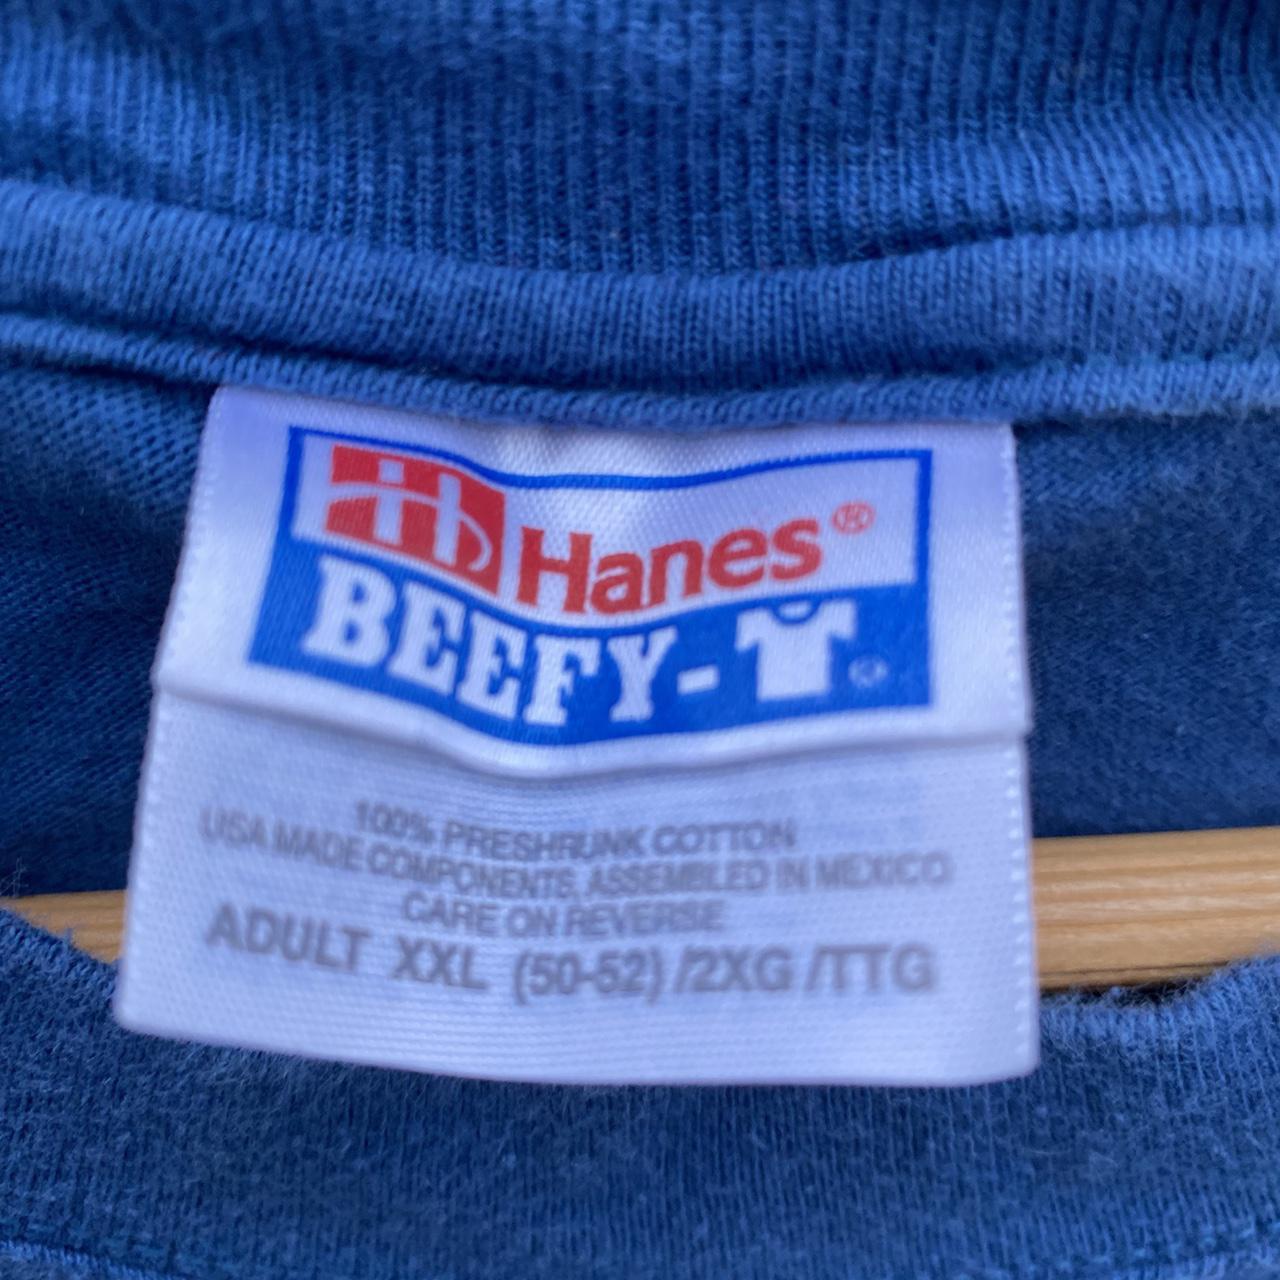 Hanes®
BEEFY-T®
100% PRESHRUNK COTTON
USA MADE COMPONENTS, ASSEMBLED IN MEXICO
CARE ON REVERSE
ADULT XXL (50-52) /2XG /TTG